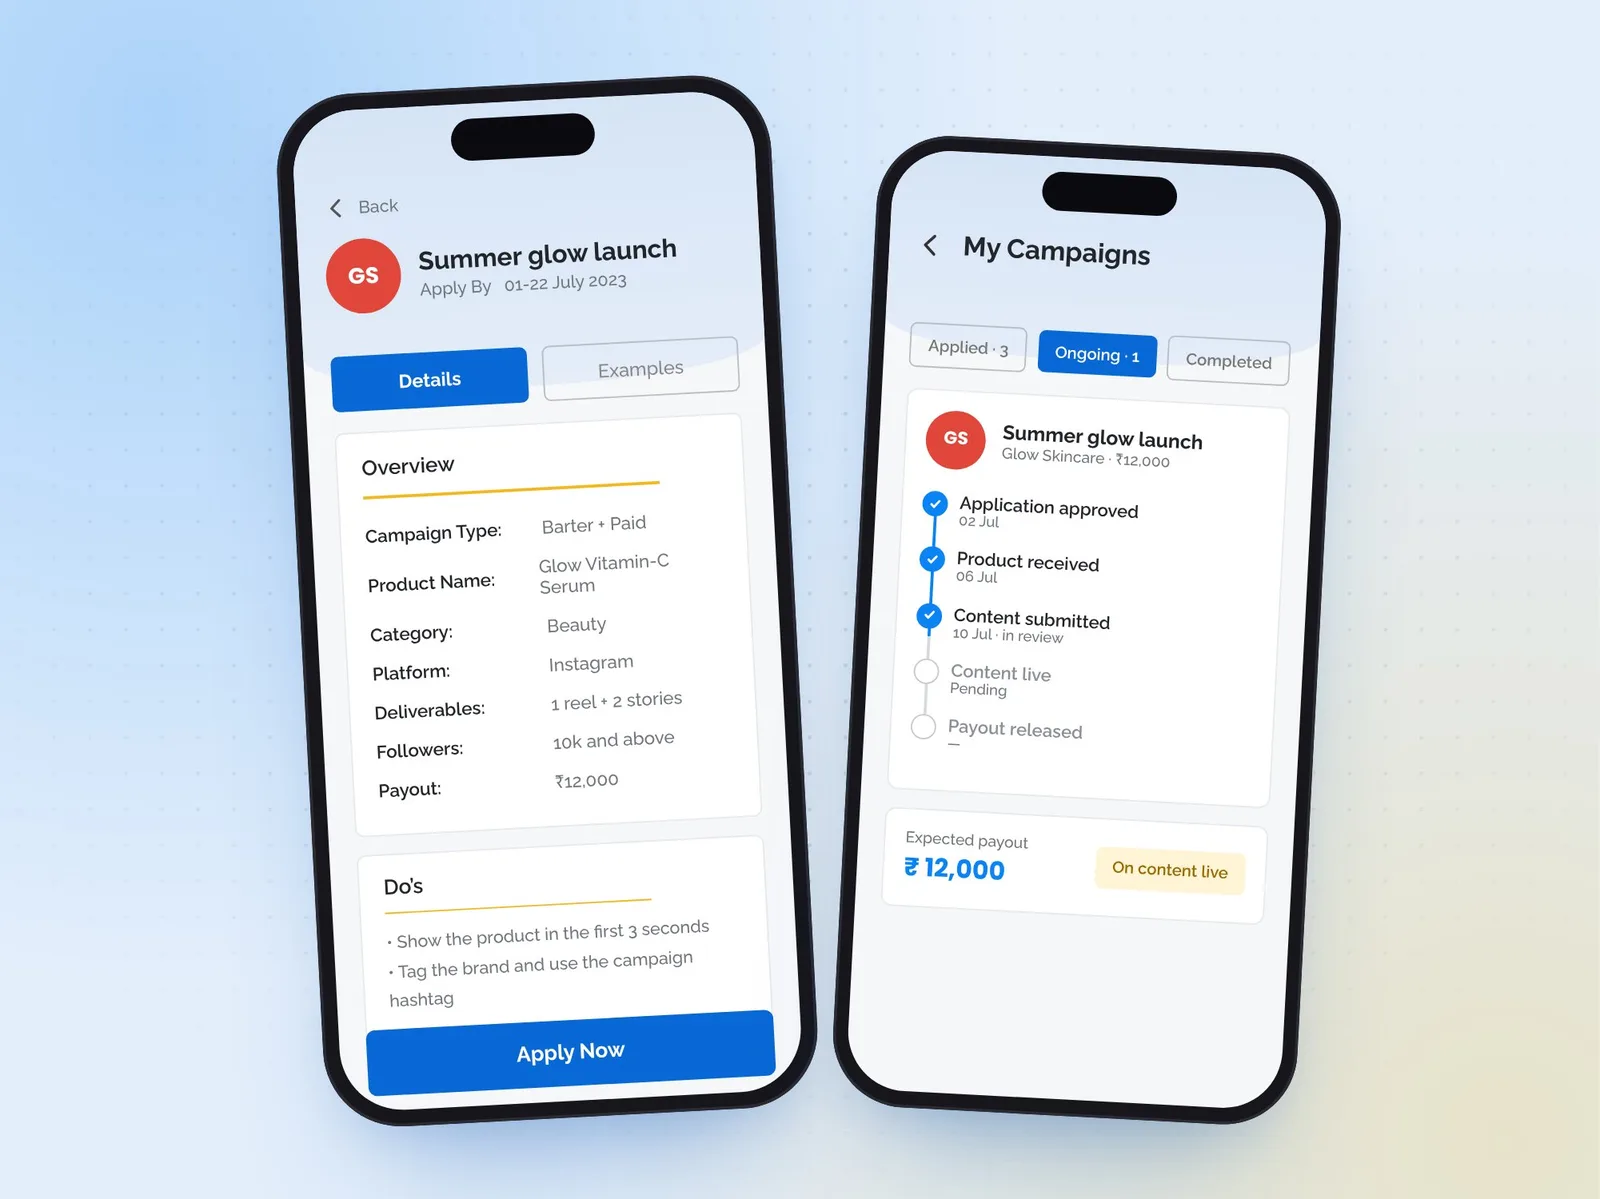 Back
GS
Summer glow launch
Apply By 01-22 July 2023
Details
Examples
Overview
Campaign Type: Barter + Paid
Product Name: Glow Vitamin-C
Serum
Category: Beauty
Platform: Instagram
Deliverables: 1 reel + 2 stories
Followers: 10k and above
Payout: ₹12,000
Do's
• Show the product in the first 3 seconds
• Tag the brand and use the campaign
hashtag
Apply Now
My Campaigns
Applied · 3
Ongoing · 1
Completed
GS
Summer glow launch
Glow Skincare · ₹12,000
Application approved
02 Jul
Product received
06 Jul
Content submitted
10 Jul · in review
Content live
Pending
Payout released
—
Expected payout
₹ 12,000
On content live